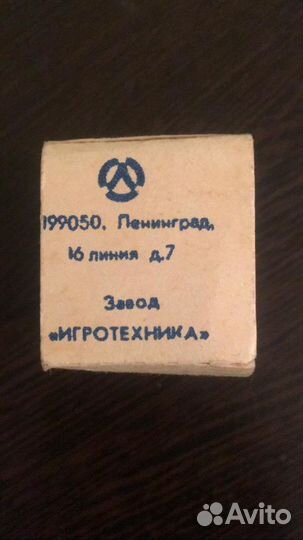 199050, Ленинград,
16 линия д.7
Завод
«ИГРОТЕХНИКА»
Avito